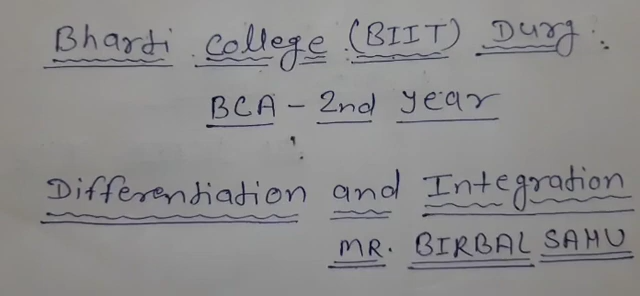 Bharti college (BIIT) Durg.
BCA - 2nd year
Differentiation and Integration
MR. BIRBAL SAHU